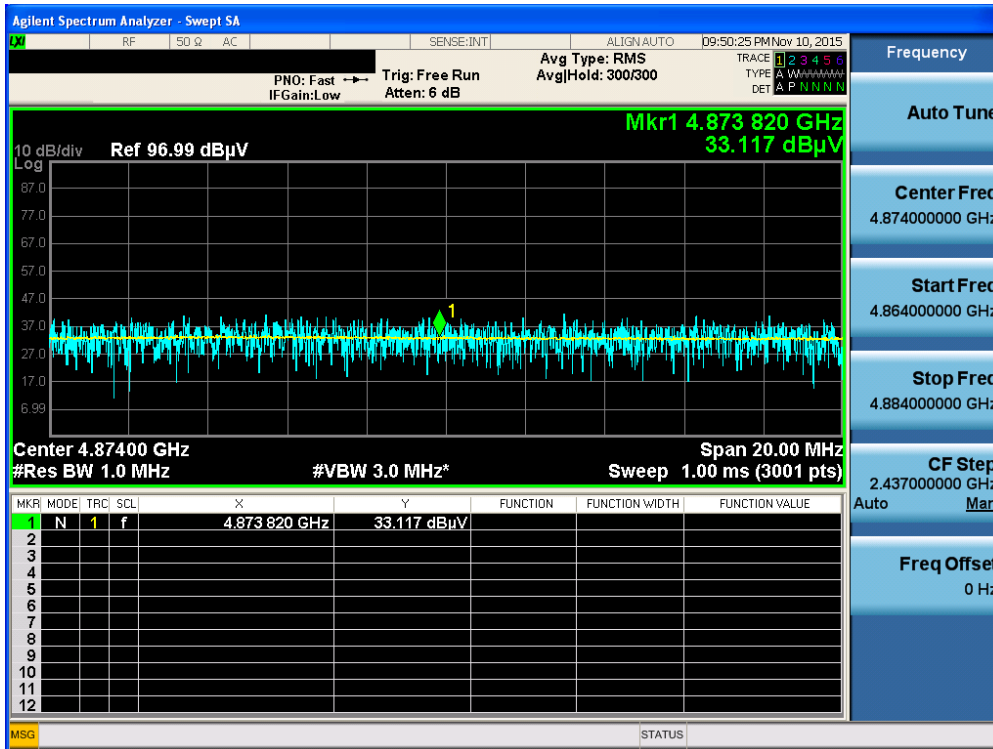 Agilent Spectrum Analyzer - Swept SA
LXI RF 50 Ω AC SENSE:INT ALIGN AUTO 09:50:25 PM Nov 10, 2015
PNO: Fast Trig: Free Run Avg Type: RMS TRACE 1 2 3 4 5 6
IFGain:Low Atten: 6 dB Avg|Hold: 300/300 TYPE A W
DET A P N N N N
Frequency
Mkr1 4.873 820 GHz
33.117 dBµV
10 dB/div Ref 96.99 dBµV
Log
87.0
77.0
67.0
57.0
47.0
37.0
27.0
17.0
6.99
1
Center 4.87400 GHz Span 20.00 MHz
#Res BW 1.0 MHz #VBW 3.0 MHz* Sweep 1.00 ms (3001 pts)
MKR MODE TRC SCL X Y FUNCTION FUNCTION WIDTH FUNCTION VALUE
1 N 1 f 4.873 820 GHz 33.117 dBµV
2
3
4
5
6
7
8
9
10
11
12
MSG STATUS
Auto Tune
Center Freq
4.874000000 GHz
Start Freq
4.864000000 GHz
Stop Freq
4.884000000 GHz
CF Step
2.437000000 GHz
Auto Man
Freq Offset
0 Hz